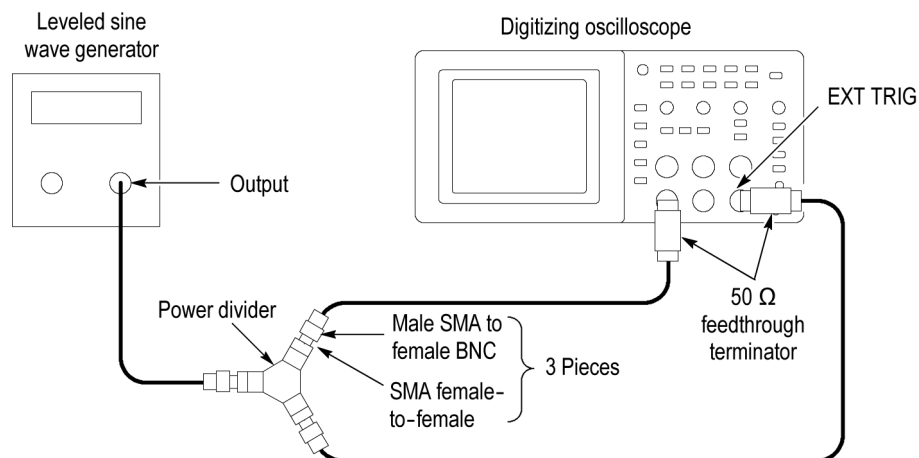 Leveled sine
wave generator
Digitizing oscilloscope
EXT TRIG
Output
Power divider
Male SMA to
female BNC
SMA female-
to-female
3 Pieces
50 Ω
feedthrough
terminator